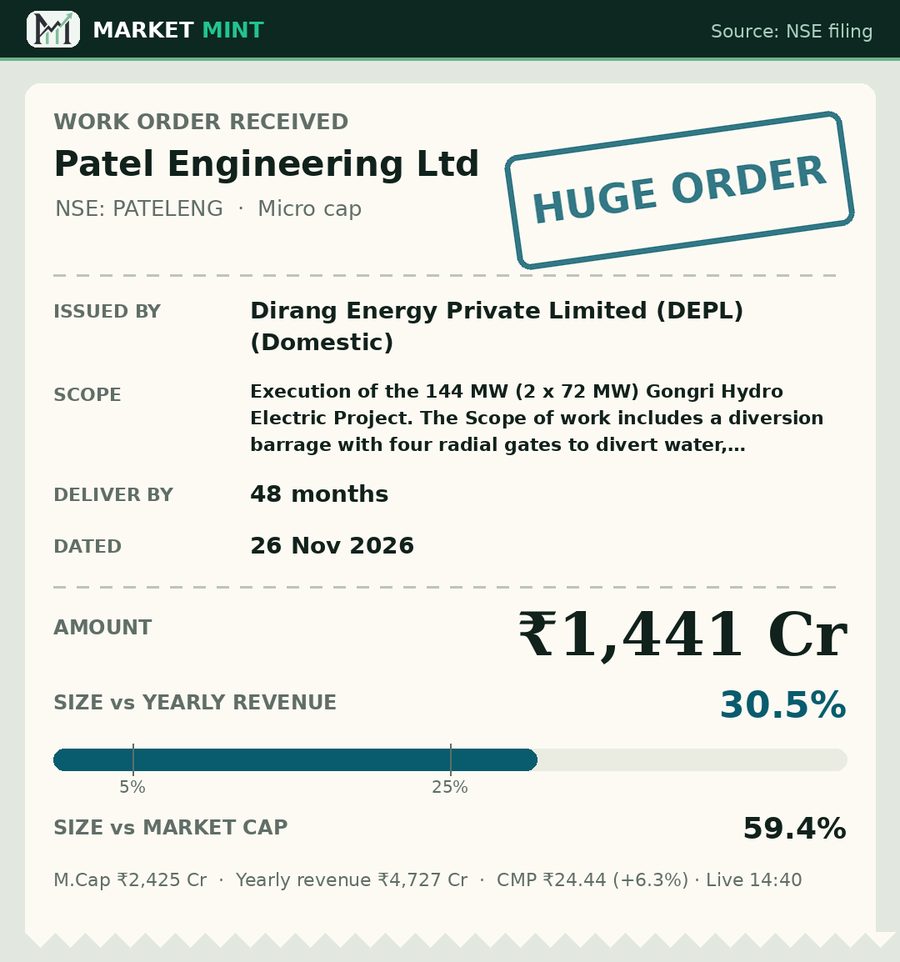 MARKET MINT
Source: NSE filing
WORK ORDER RECEIVED
Patel Engineering Ltd
NSE: PATELENG · Micro cap
HUGE ORDER
ISSUED BY
Dirang Energy Private Limited (DEPL)
(Domestic)
SCOPE
Execution of the 144 MW (2 x 72 MW) Gongri Hydro
Electric Project. The Scope of work includes a diversion
barrage with four radial gates to divert water,...
DELIVER BY
48 months
DATED
26 Nov 2026
AMOUNT
₹1,441 Cr
SIZE vs YEARLY REVENUE
30.5%
5%
25%
SIZE vs MARKET CAP
59.4%
M.Cap ₹2,425 Cr · Yearly revenue ₹4,727 Cr · CMP ₹24.44 (+6.3%) · Live 14:40